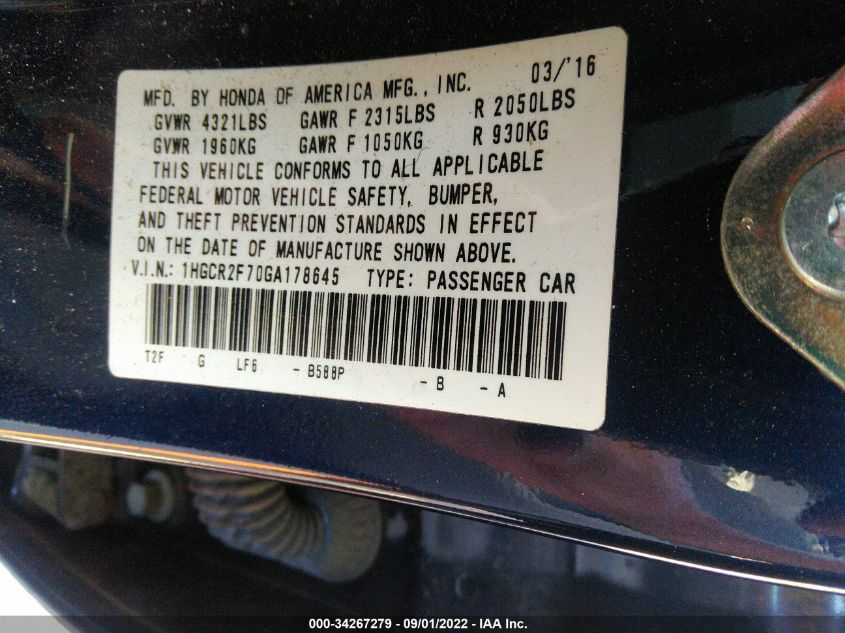 MFD. BY HONDA OF AMERICA MFG., INC. 03/'16
GVWR 4321LBS GAWR F 2315LBS R 2050LBS
GVWR 1960KG GAWR F 1050KG R 930KG
THIS VEHICLE CONFORMS TO ALL APPLICABLE
FEDERAL MOTOR VEHICLE SAFETY, BUMPER,
AND THEFT PREVENTION STANDARDS IN EFFECT
ON THE DATE OF MANUFACTURE SHOWN ABOVE.
V.I.N.: 1HGCR2F70GA178645 TYPE: PASSENGER CAR
T2F G LF6 - B588P - B - A
000-34267279 - 09/01/2022 - IAA Inc.